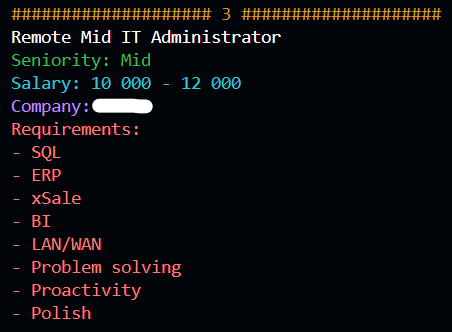 #################### 3 ####################
Remote Mid IT Administrator
Seniority: Mid
Salary: 10 000 - 12 000
Company:
Requirements:
- SQL
- ERP
- xSale
- BI
- LAN/WAN
- Problem solving
- Proactivity
- Polish